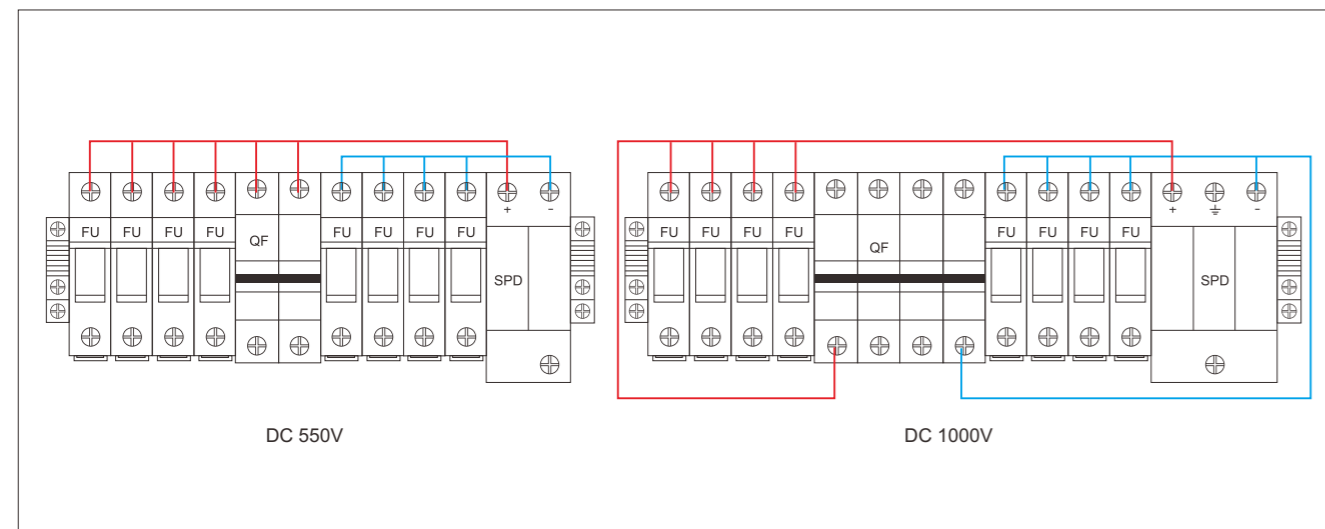 + - + ⏚ -
FU FU FU FU QF FU FU FU FU FU FU FU FU QF FU FU FU FU
SPD SPD
DC 550V DC 1000V